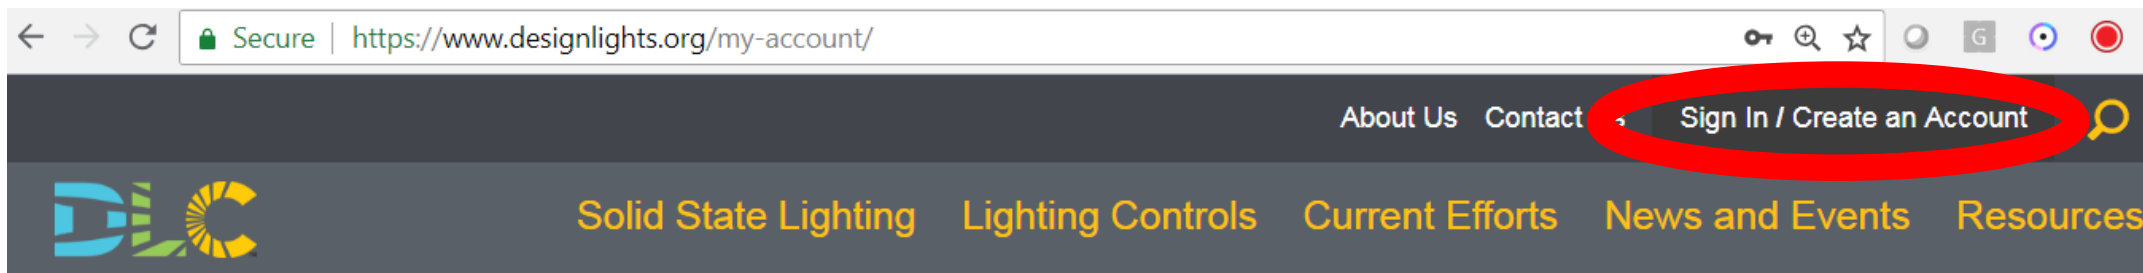 Secure | https://www.designlights.org/my-account/
G
About Us Contact Sign In / Create an Account
DLC
Solid State Lighting Lighting Controls Current Efforts News and Events Resources